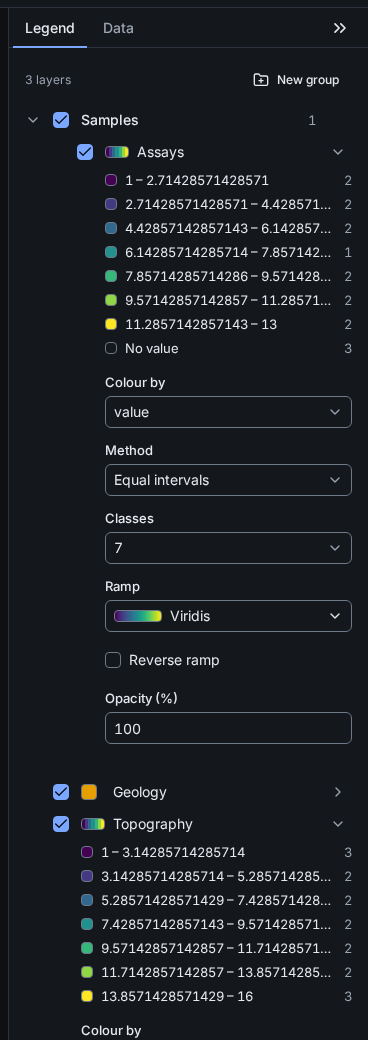 Legend Data
3 layers New group
Samples 1
Assays
1 – 2.71428571428571 2
2.71428571428571 – 4.428571... 2
4.42857142857143 – 6.142857... 2
6.14285714285714 – 7.857142... 1
7.85714285714286 – 9.571428... 2
9.57142857142857 – 11.28571... 2
11.2857142857143 – 13 2
No value 3
Colour by
value
Method
Equal intervals
Classes
7
Ramp
Viridis
Reverse ramp
Opacity (%)
100
Geology
Topography
1 – 3.14285714285714 3
3.14285714285714 – 5.285714285... 2
5.28571428571429 – 7.428571428... 2
7.42857142857143 – 9.571428571... 2
9.57142857142857 – 11.71428571... 2
11.7142857142857 – 13.85714285... 2
13.8571428571429 – 16 3
Colour by